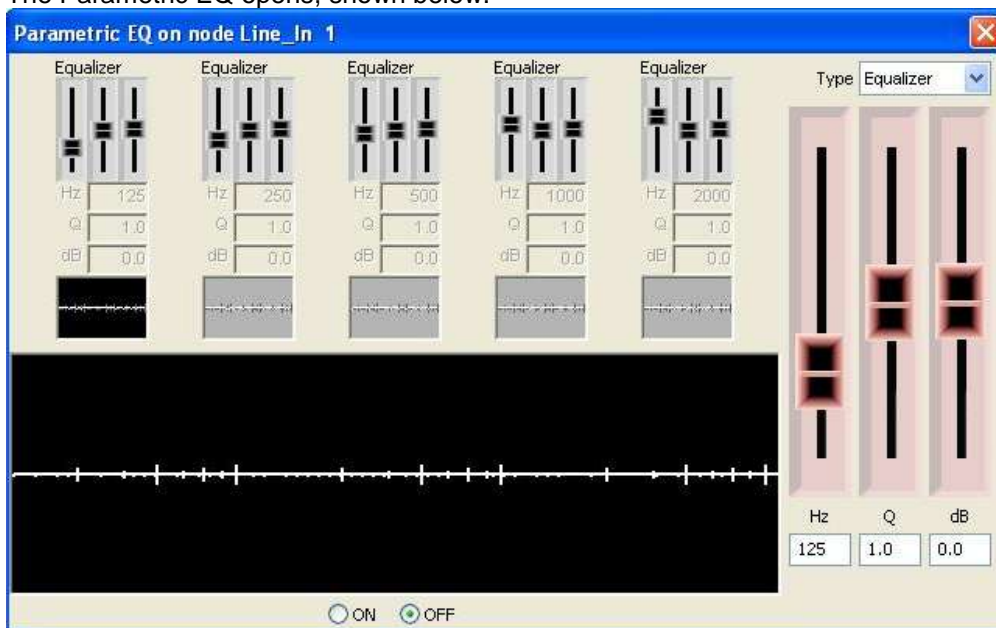 The Parametric EQ opens, shown below.
Parametric EQ on node Line_In 1
Equalizer Equalizer Equalizer Equalizer Equalizer Type Equalizer
Hz 125 Hz 250 Hz 500 Hz 1000 Hz 2000
Q 1.0 Q 1.0 Q 1.0 Q 1.0 Q 1.0
dB 0.0 dB 0.0 dB 0.0 dB 0.0 dB 0.0
Hz Q dB
125 1.0 0.0
ON OFF